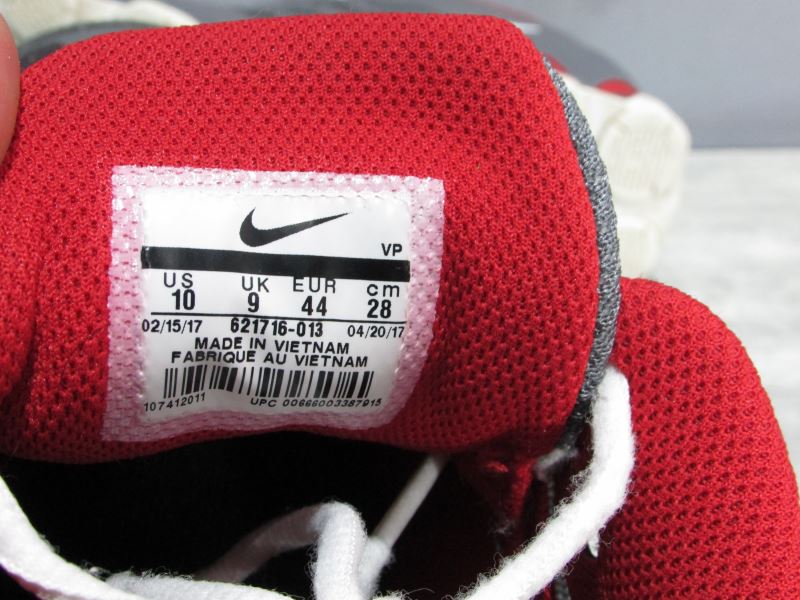 VP
US UK EUR cm
10 9 44 28
02/15/17 621716-013 04/20/17
MADE IN VIETNAM
FABRIQUE AU VIETNAM
107412011 UPC 00666003387915